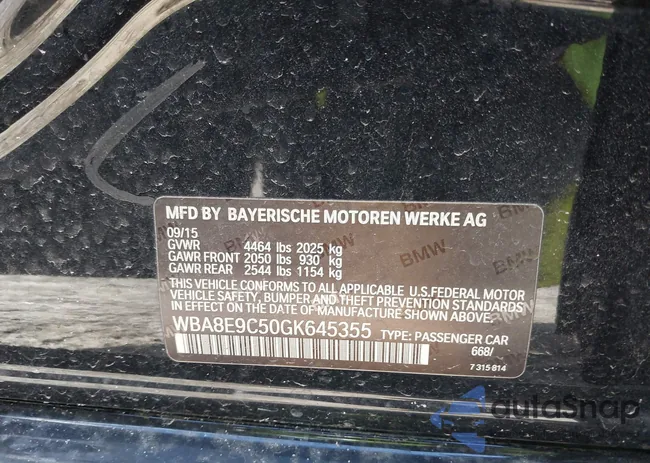 MFD BY BAYERISCHE MOTOREN WERKE AG
09/15
GVWR 4464 lbs 2025 kg
GAWR FRONT 2050 lbs 930 kg
GAWR REAR 2544 lbs 1154 kg
THIS VEHICLE CONFORMS TO ALL APPLICABLE U.S.FEDERAL MOTOR
VEHICLE SAFETY, BUMPER AND THEFT PREVENTION STANDARDS
IN EFFECT ON THE DATE OF MANUFACTURE SHOWN ABOVE.
WBA8E9C50GK645355 TYPE: PASSENGER CAR
668/
7 315 814
BMW
BMW
BMW
autoSnap